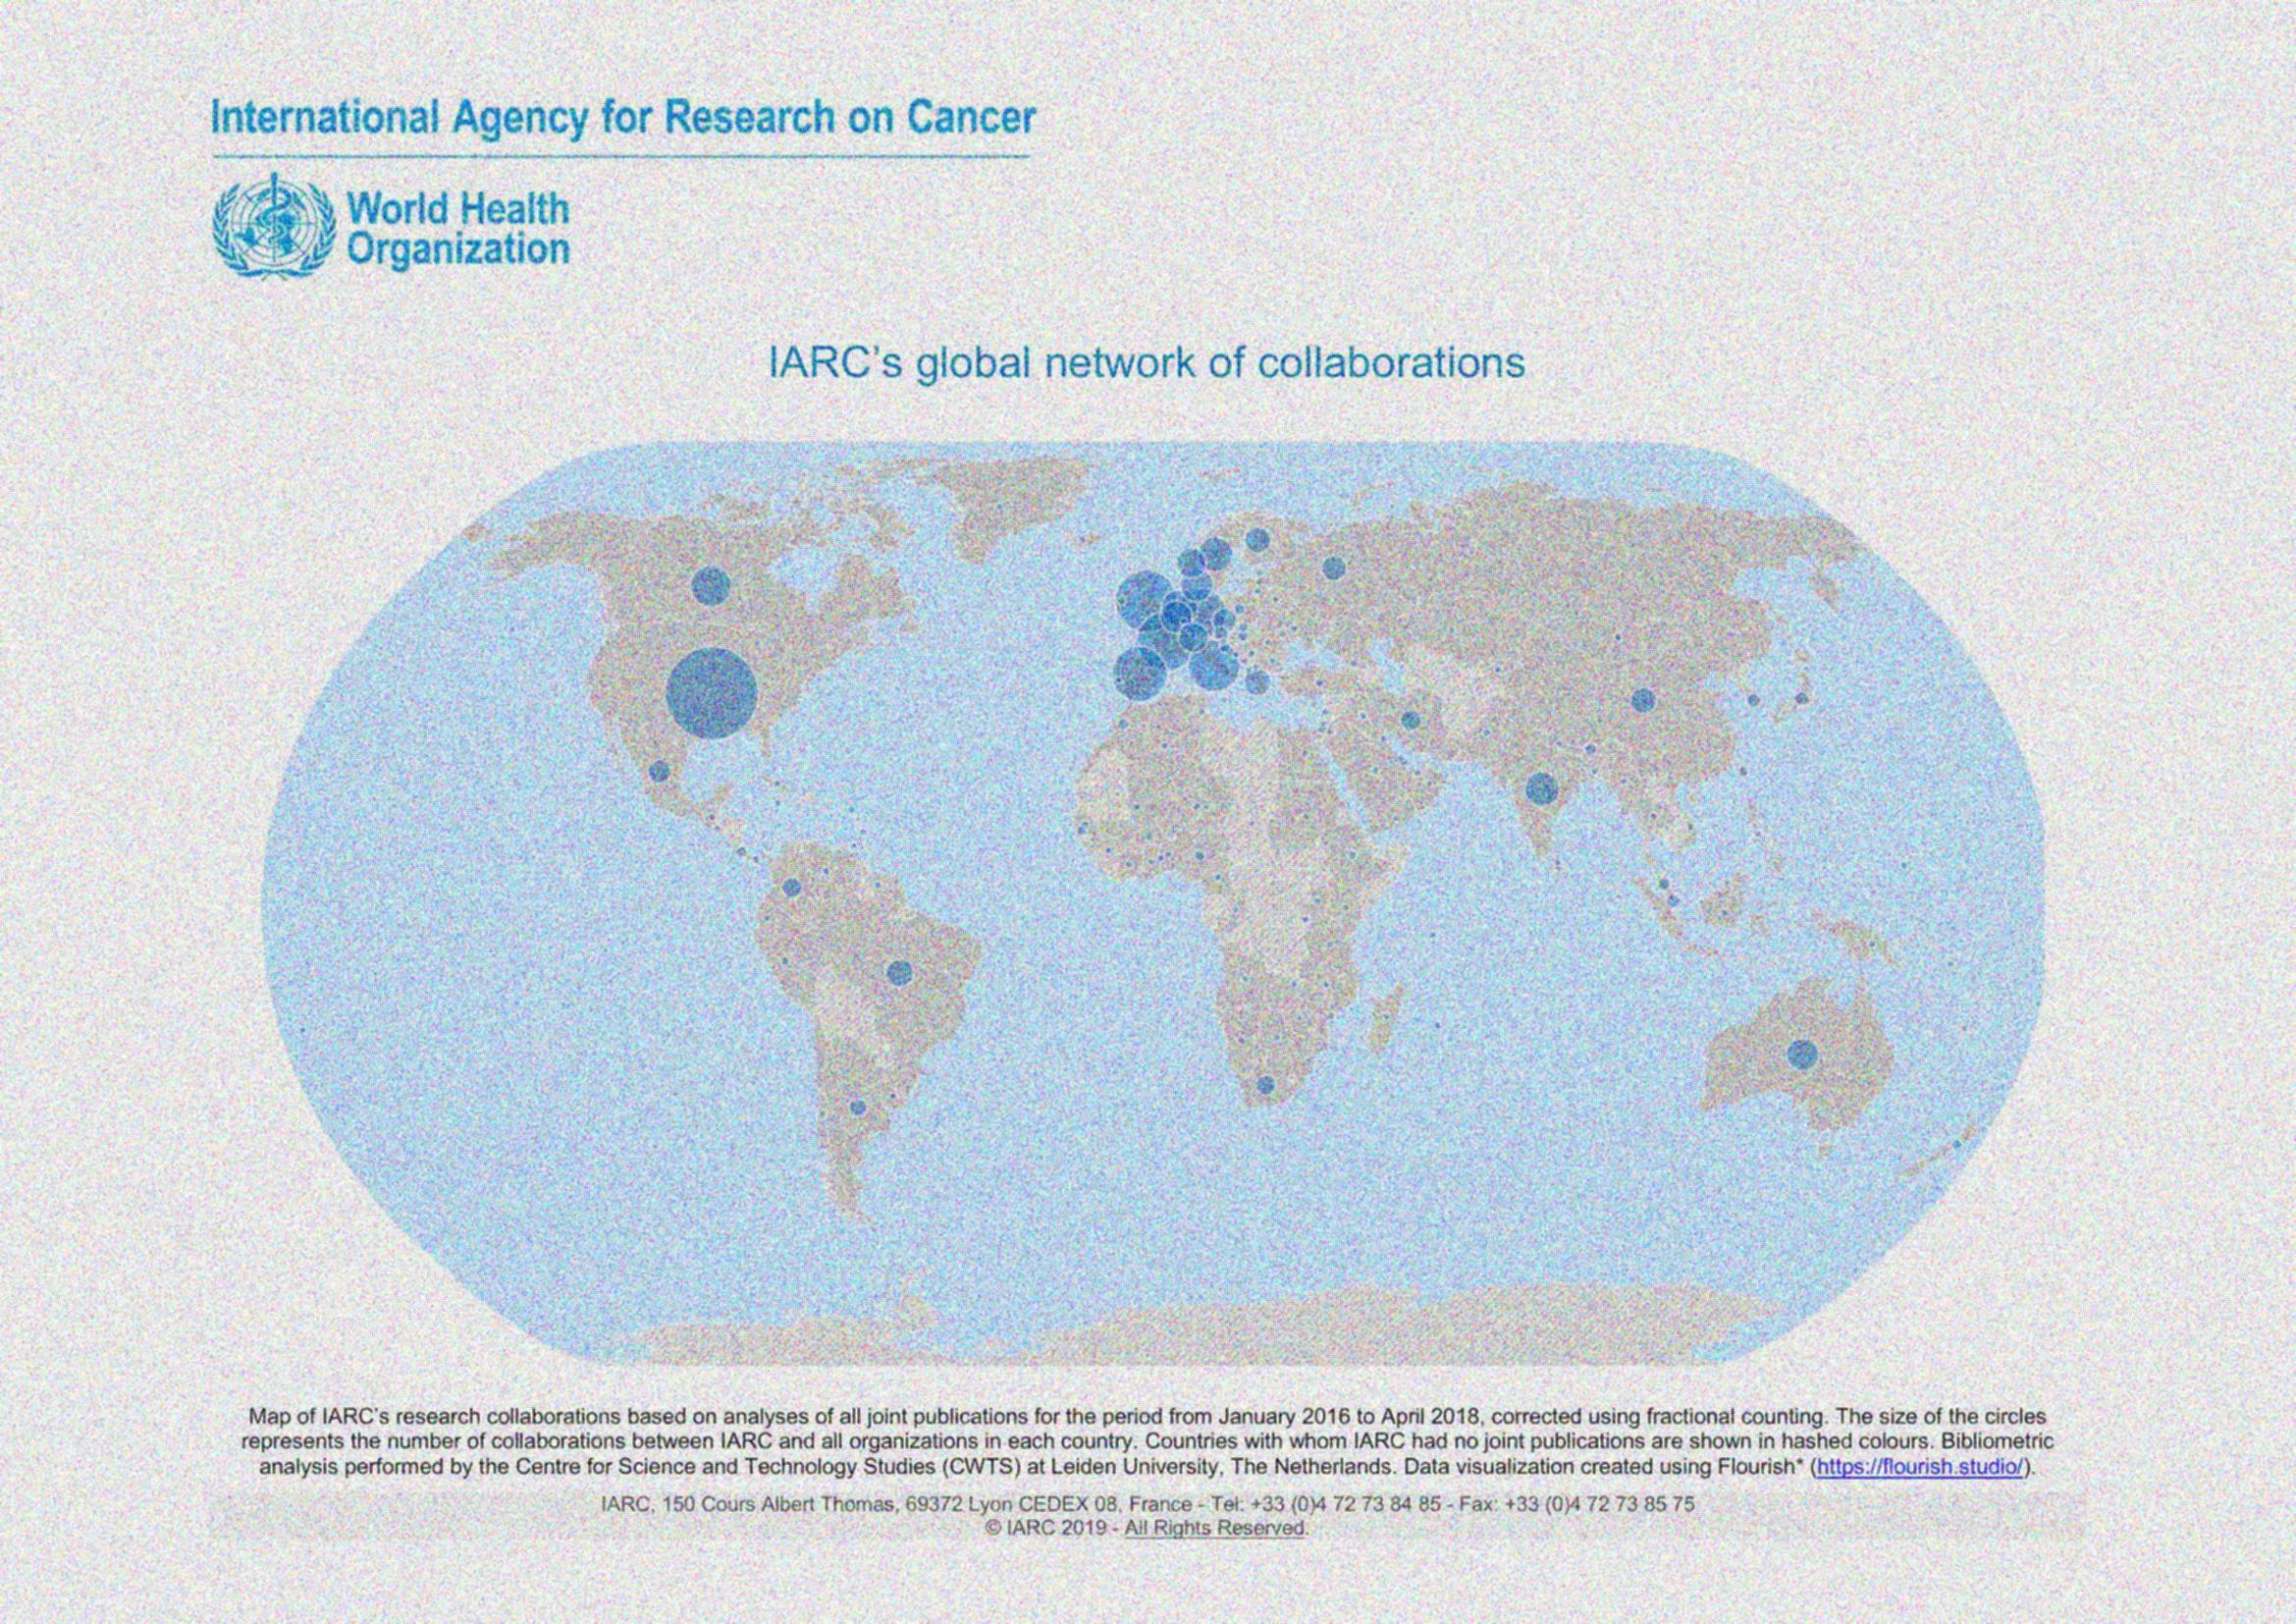 International Agency for Research on Cancer
World Health
Organization
IARC's global network of collaborations
Map of IARC's research collaborations based on analyses of all joint publications for the period from January 2016 to April 2018, corrected using fractional counting. The size of the circles
represents the number of collaborations between IARC and all organizations in each country. Countries with whom IARC had no joint publications are shown in hashed colours. Bibliometric
analysis performed by the Centre for Science and Technology Studies (CWTS) at Leiden University, The Netherlands. Data visualization created using Flourish* (https://flourish.studio/).
IARC, 150 Cours Albert Thomas, 69372 Lyon CEDEX 08, France - Tel: +33 (0)4 72 73 84 85 - Fax: +33 (0)4 72 73 85 75
© IARC 2019 - All Rights Reserved.